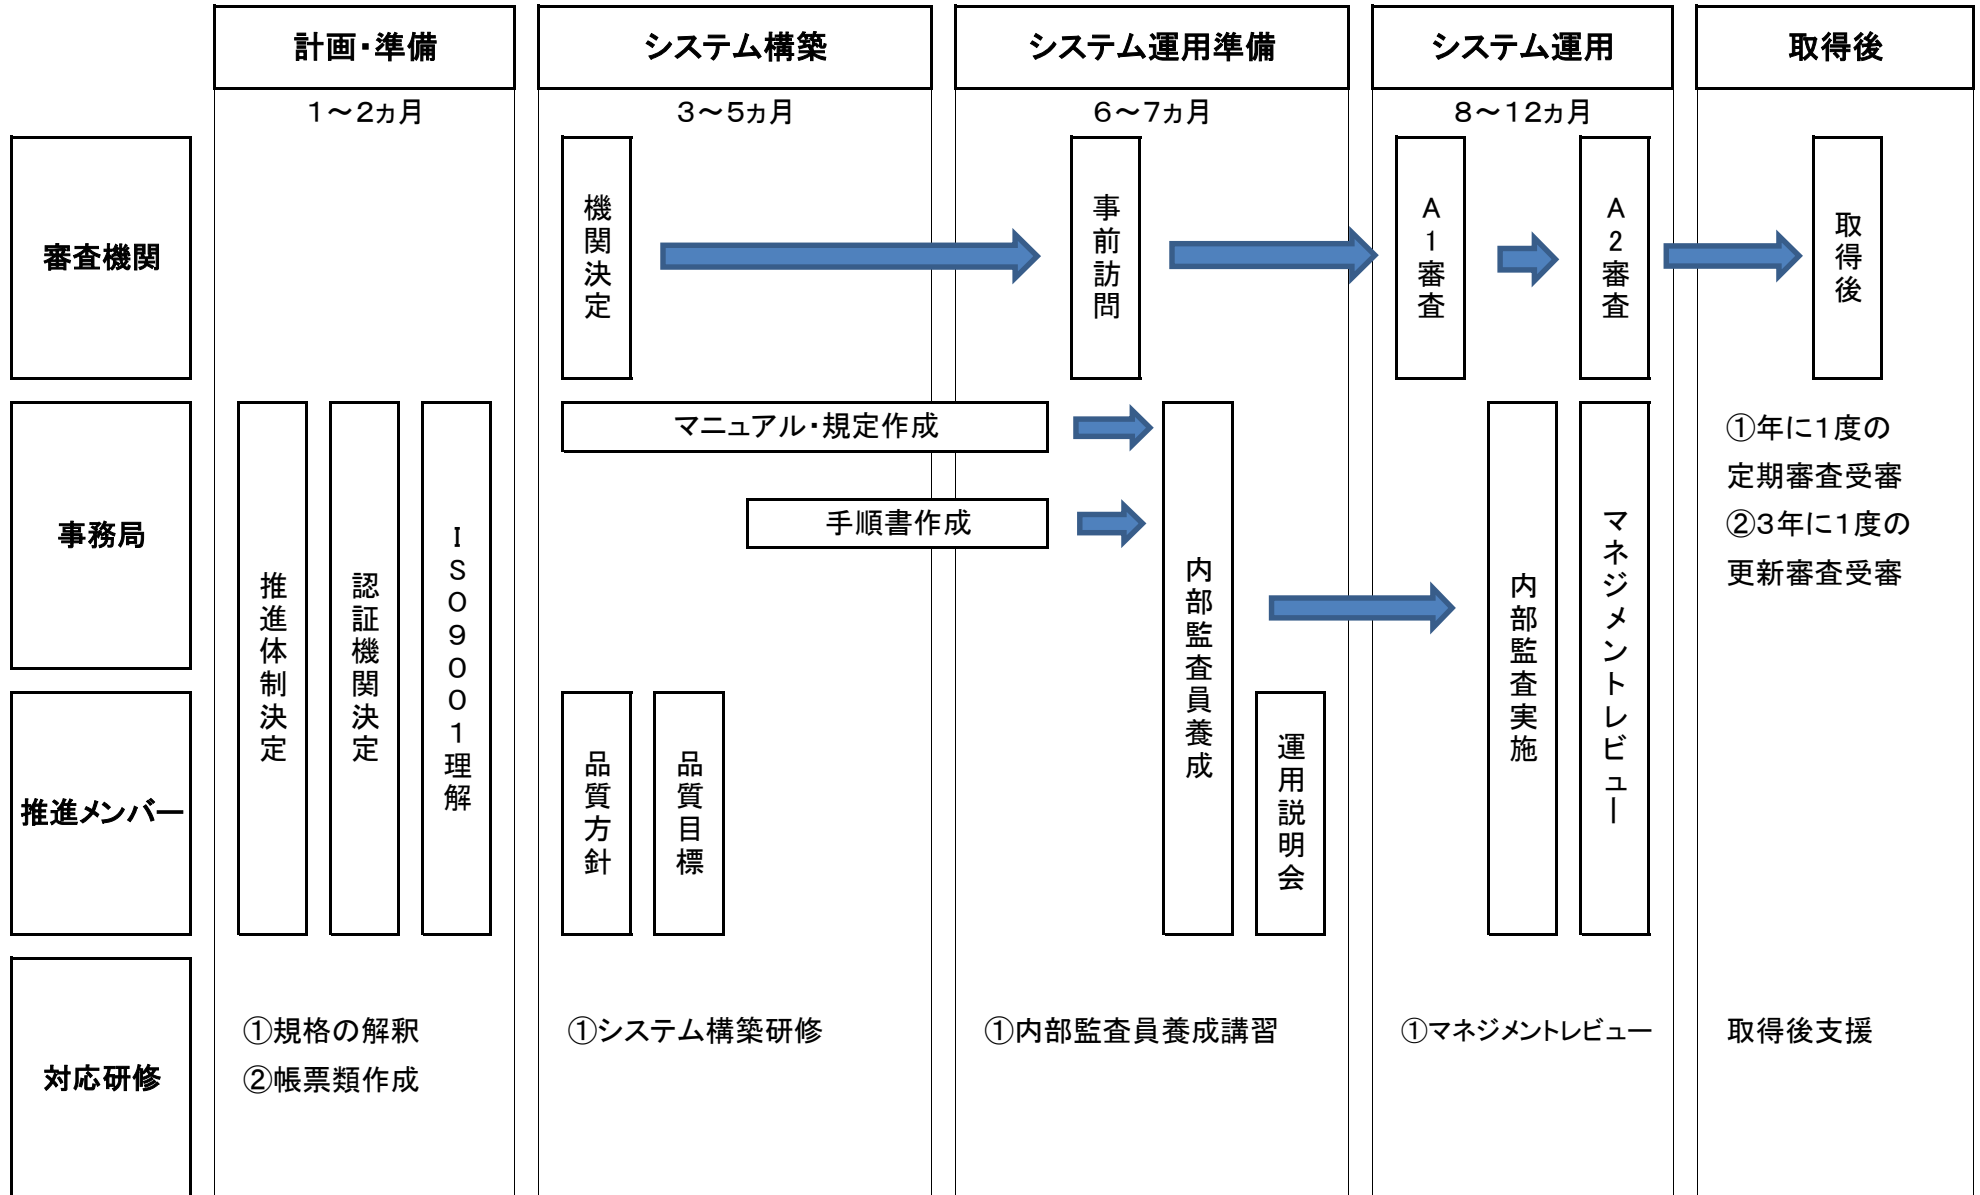 計画・準備
システム構築
システム運用準備
システム運用
取得後
1～2ヵ月
3～5ヵ月
6～7ヵ月
8～12ヵ月
審査機関
機関決定
事前訪問
A1審査
A2審査
取得後
事務局
推進体制決定
認証機関決定
ISO9001理解
マニュアル・規定作成
手順書作成
内部監査員養成
内部監査実施
マネジメントレビュー
①年に1度の
定期審査受審
②3年に1度の
更新審査受審
推進メンバー
品質方針
品質目標
運用説明会
対応研修
①規格の解釈
②帳票類作成
①システム構築研修
①内部監査員養成講習
①マネジメントレビュー
取得後支援